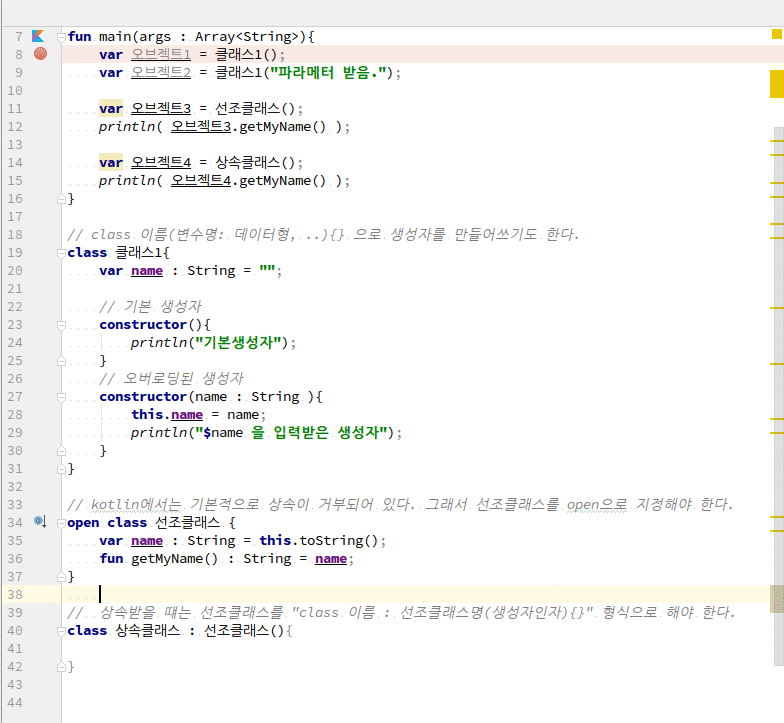 7 fun main(args : Array<String>){
8 var 오브젝트1 = 클래스1();
9 var 오브젝트2 = 클래스1("파라메터 받음.");
10
11 var 오브젝트3 = 선조클래스();
12 println( 오브젝트3.getMyName() );
13
14 var 오브젝트4 = 상속클래스();
15 println( 오브젝트4.getMyName() );
16 }
17
18 // class 이름(변수명: 데이터형, ..){} 으로 생성자를 만들어쓰기도 한다.
19 class 클래스1{
20 var name : String = "";
21
22 // 기본 생성자
23 constructor(){
24 println("기본생성자");
25 }
26 // 오버로딩된 생성자
27 constructor(name : String ){
28 this.name = name;
29 println("$name 을 입력받은 생성자");
30 }
31 }
32
33 // kotlin에서는 기본적으로 상속이 거부되어 있다. 그래서 선조클래스를 open으로 지정해야 한다.
34 open class 선조클래스 {
35 var name : String = this.toString();
36 fun getMyName() : String = name;
37 }
38
39 // 상속받을 때는 선조클래스를 "class 이름 : 선조클래스명(생성자인자){}" 형식으로 해야 한다.
40 class 상속클래스 : 선조클래스(){
41
42 }
43
44